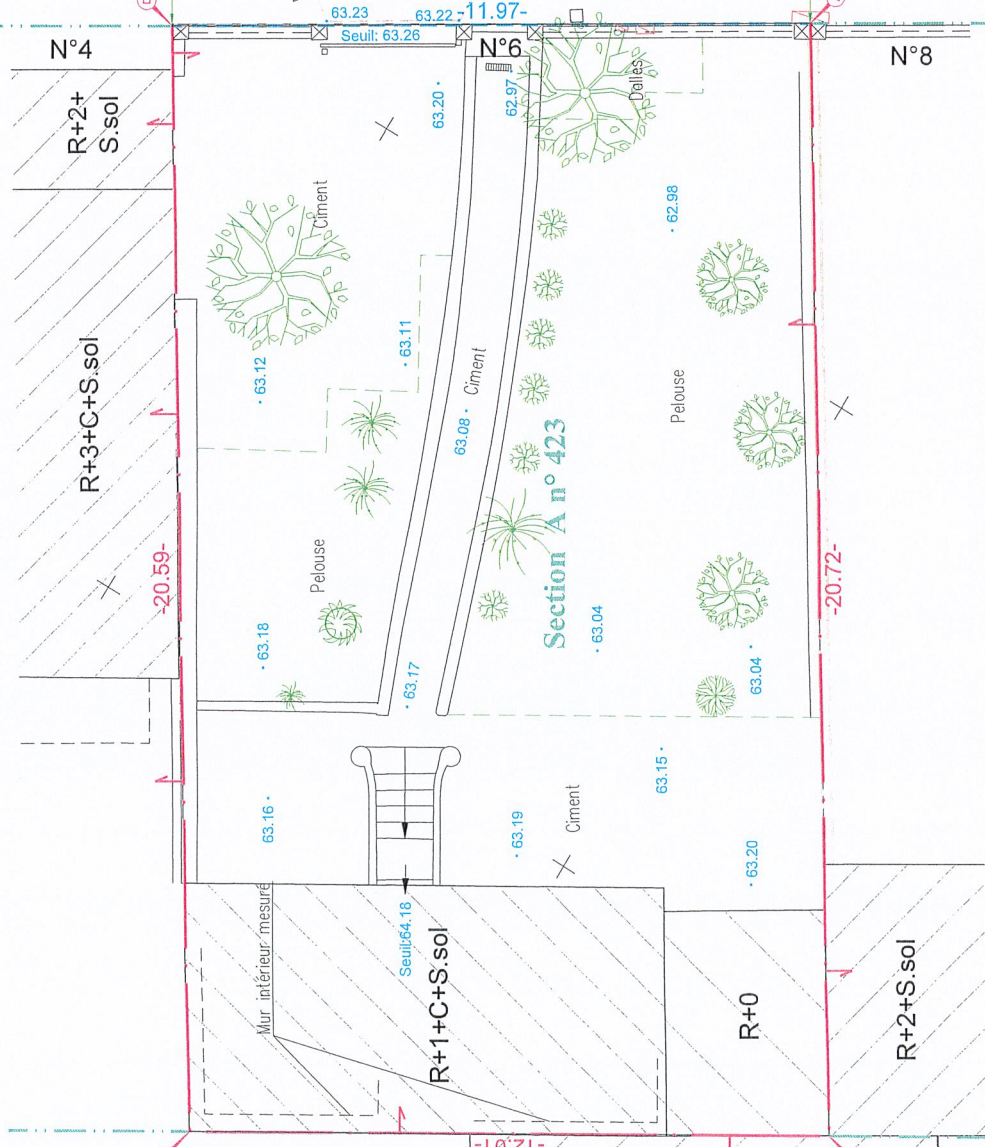 63.23
63.22
-11.97-
Seuil: 63.26
N°4
N°6
N°8
R+2+
S.sol
63.20
62.97
Dalles
Ciment
62.98
63.11
63.12
Ciment
R+3+C+S.sol
63.08
Pelouse
Section A n° 423
Pelouse
-20.59-
-20.72-
63.18
63.04
63.17
63.04
63.15
63.16
63.19
Ciment
63.20
Mur intérieur mesuré
Seuil:64.18
R+1+C+S.sol
R+0
R+2+S.sol
-12.01-